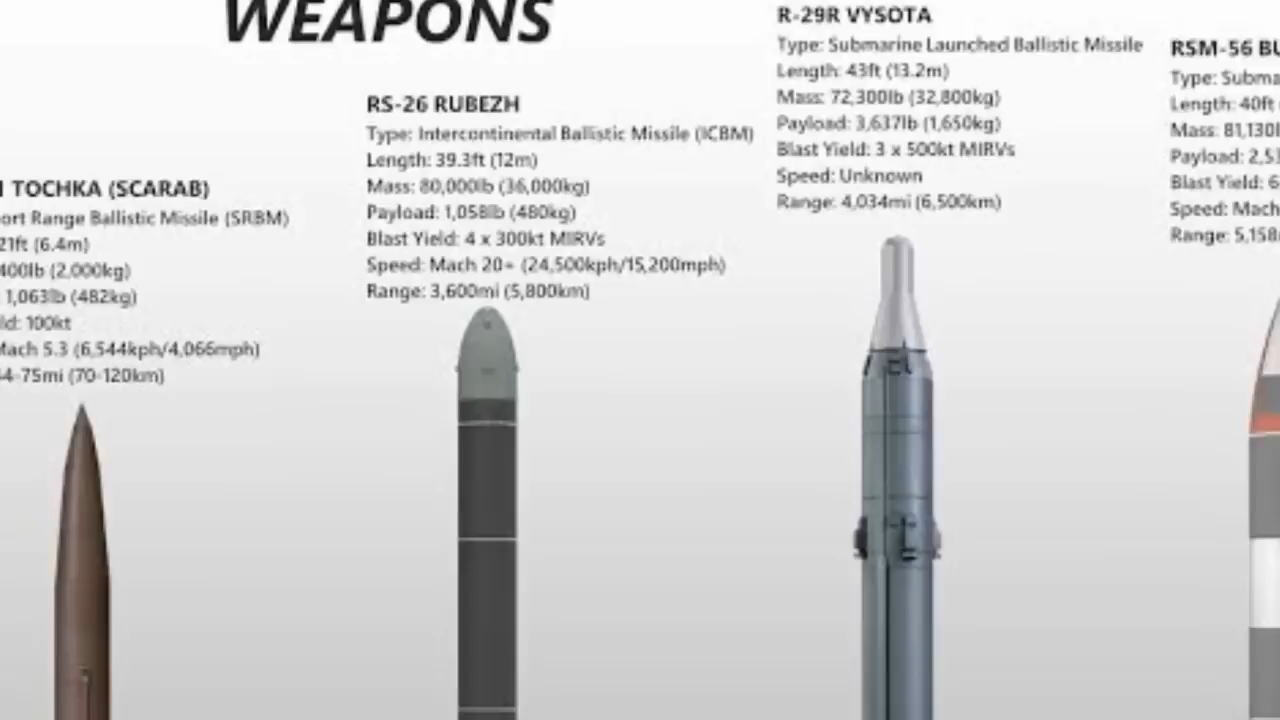 WEAPONS
TOCHKA (SCARAB)
ort Range Ballistic Missile (SRBM)
21ft (6.4m)
400lb (2,000kg)
1,063lb (482kg)
ld: 100kt
Mach 5.3 (6,544kph/4,066mph)
4-75mi (70-120km)
RS-26 RUBEZH
Type: Intercontinental Ballistic Missile (ICBM)
Length: 39.3ft (12m)
Mass: 80,000lb (36,000kg)
Payload: 1,058lb (480kg)
Blast Yield: 4 x 300kt MIRVs
Speed: Mach 20+ (24,500kph/15,200mph)
Range: 3,600mi (5,800km)
R-29R VYSOTA
Type: Submarine Launched Ballistic Missile
Length: 43ft (13.2m)
Mass: 72,300lb (32,800kg)
Payload: 3,637lb (1,650kg)
Blast Yield: 3 x 500kt MIRVs
Speed: Unknown
Range: 4,034mi (6,500km)
RSM-56 BU
Type: Subma
Length: 40ft
Mass: 81,130l
Payload: 2,53
Blast Yield: 6
Speed: Mach
Range: 5,158